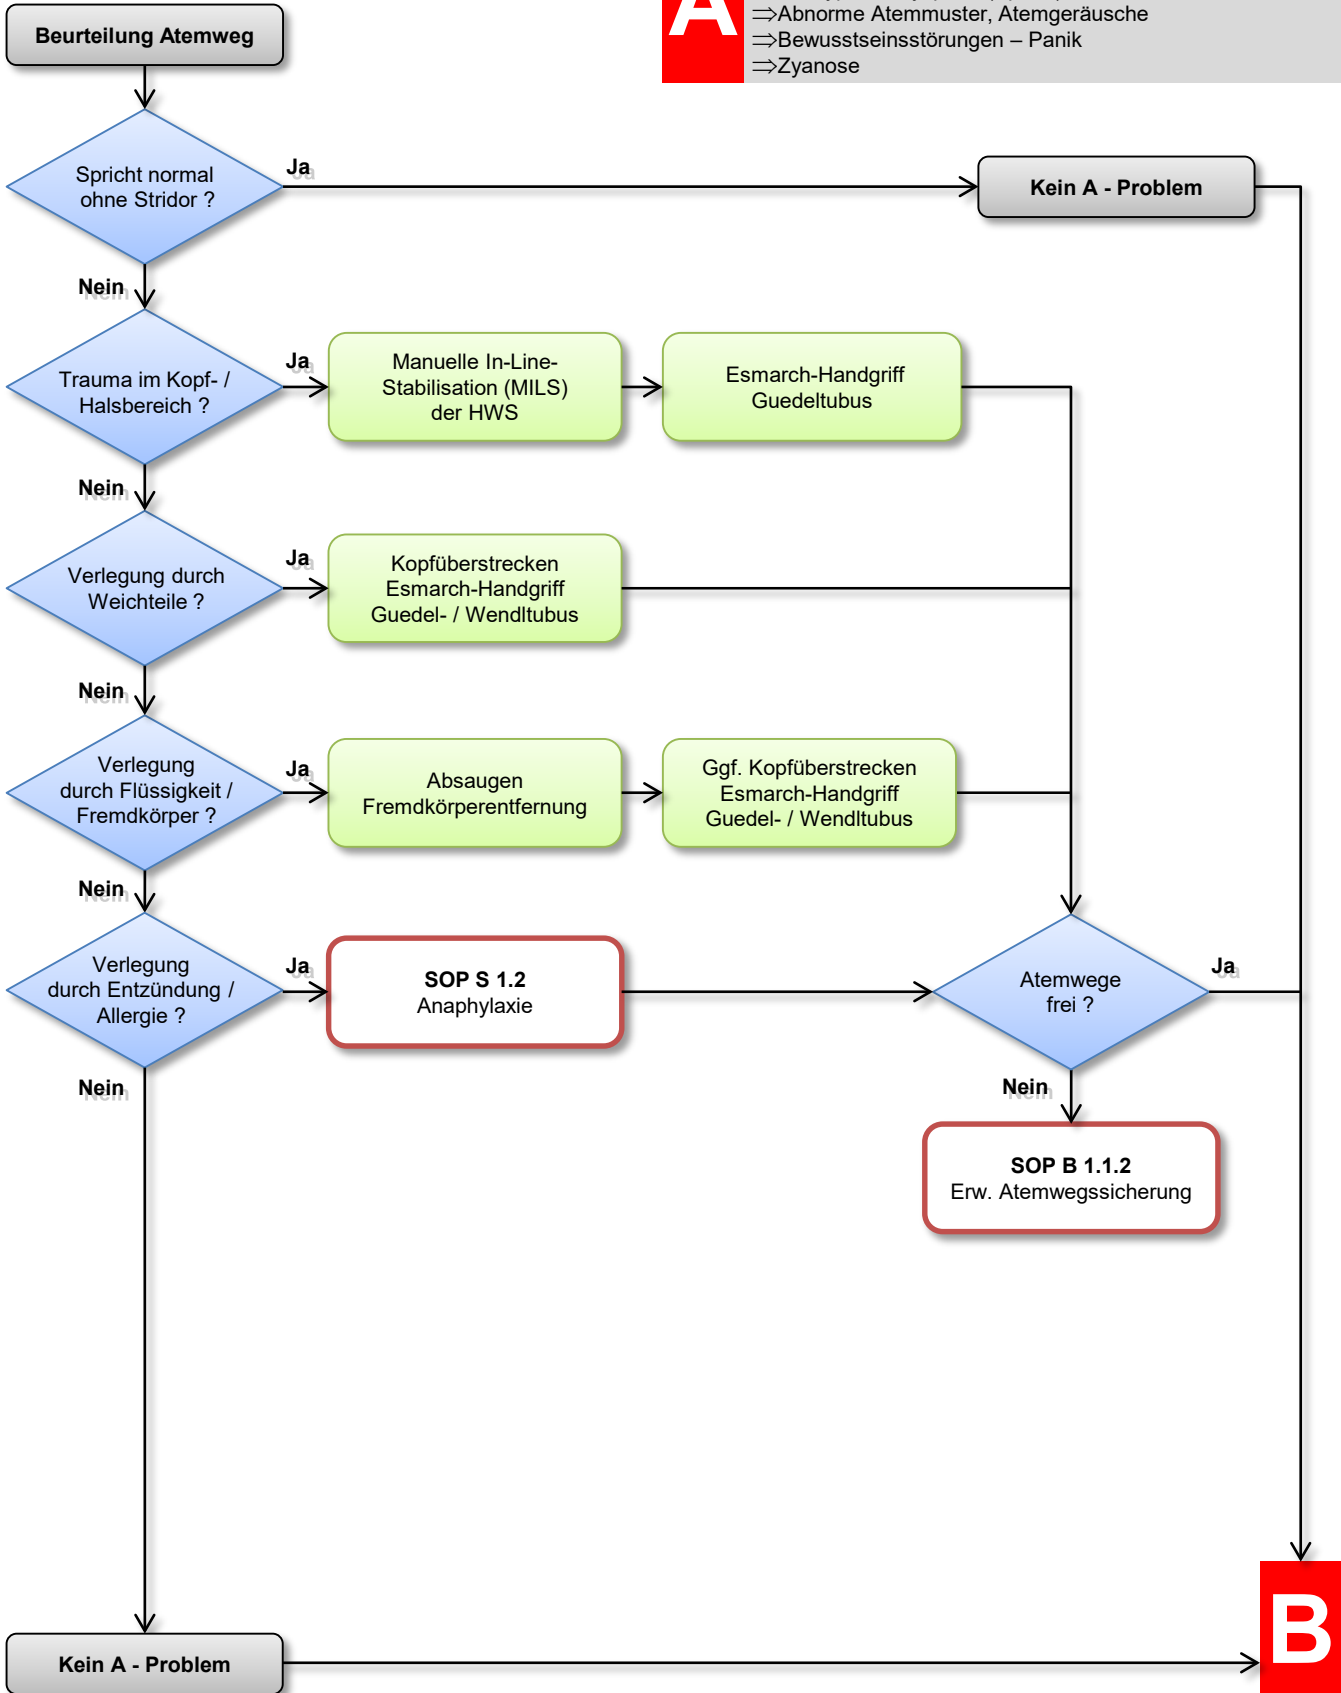 Beurteilung Atemweg
A
⇒Abnorme Atemmuster, Atemgeräusche
⇒Bewusstseinsstörungen – Panik
⇒Zyanose
Spricht normal
ohne Stridor ?
Ja
Kein A - Problem
Nein
Trauma im Kopf- /
Halsbereich ?
Ja
Manuelle In-Line-
Stabilisation (MILS)
der HWS
Esmarch-Handgriff
Guedeltubus
Nein
Verlegung durch
Weichteile ?
Ja
Kopfüberstrecken
Esmarch-Handgriff
Guedel- / Wendltubus
Nein
Verlegung
durch Flüssigkeit /
Fremdkörper ?
Ja
Absaugen
Fremdkörperentfernung
Ggf. Kopfüberstrecken
Esmarch-Handgriff
Guedel- / Wendltubus
Nein
Verlegung
durch Entzündung /
Allergie ?
Ja
SOP S 1.2
Anaphylaxie
Atemwege
frei ?
Ja
Nein
Nein
SOP B 1.1.2
Erw. Atemwegssicherung
Kein A - Problem
B